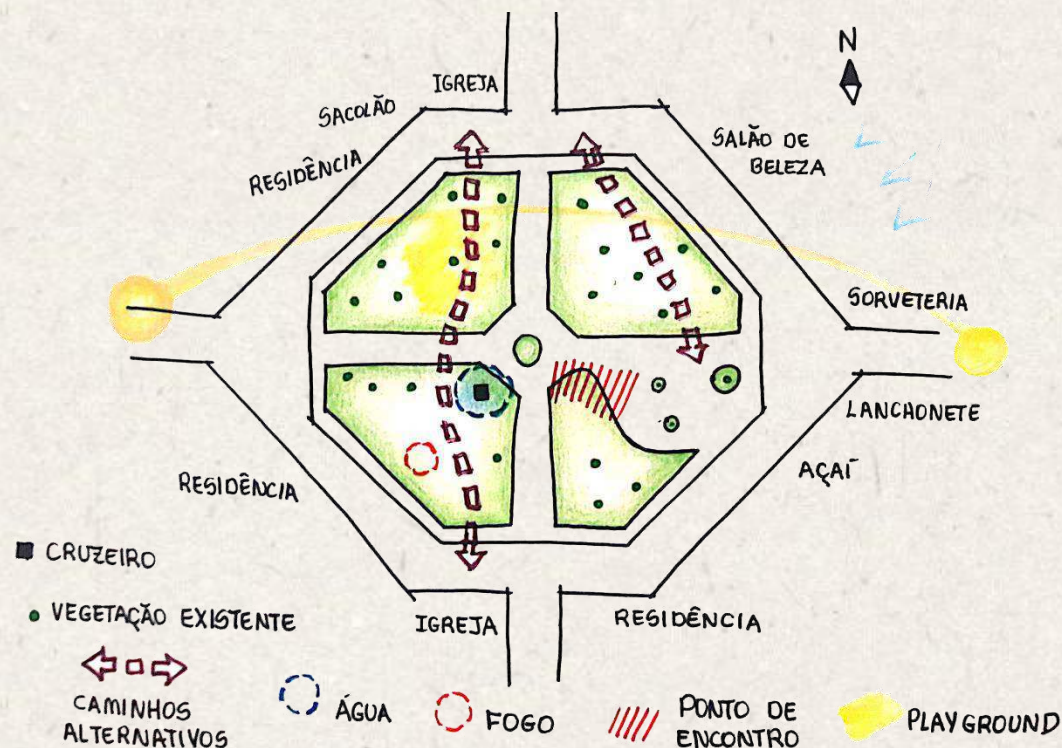 N
IGREJA
SACOLÃO
RESIDÊNCIA
SALÃO DE
BELEZA
SORVETERIA
LANCHONETE
AÇAÍ
RESIDÊNCIA
IGREJA
RESIDÊNCIA
CRUZEIRO
VEGETAÇÃO EXISTENTE
CAMINHOS
ALTERNATIVOS
ÁGUA
FOGO
PONTO DE
ENCONTRO
PLAYGROUND